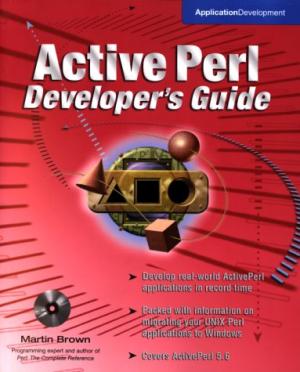 ApplicationDevelopment
Active Perl
Developer's Guide
Develop real-world ActivePerl
applications in record time
Backed with information on
migrating your UNIX Perl
applications to Windows
Covers ActivePerl 5.6
Martin Brown
Programming expert and author of
Perl: The Complete Reference